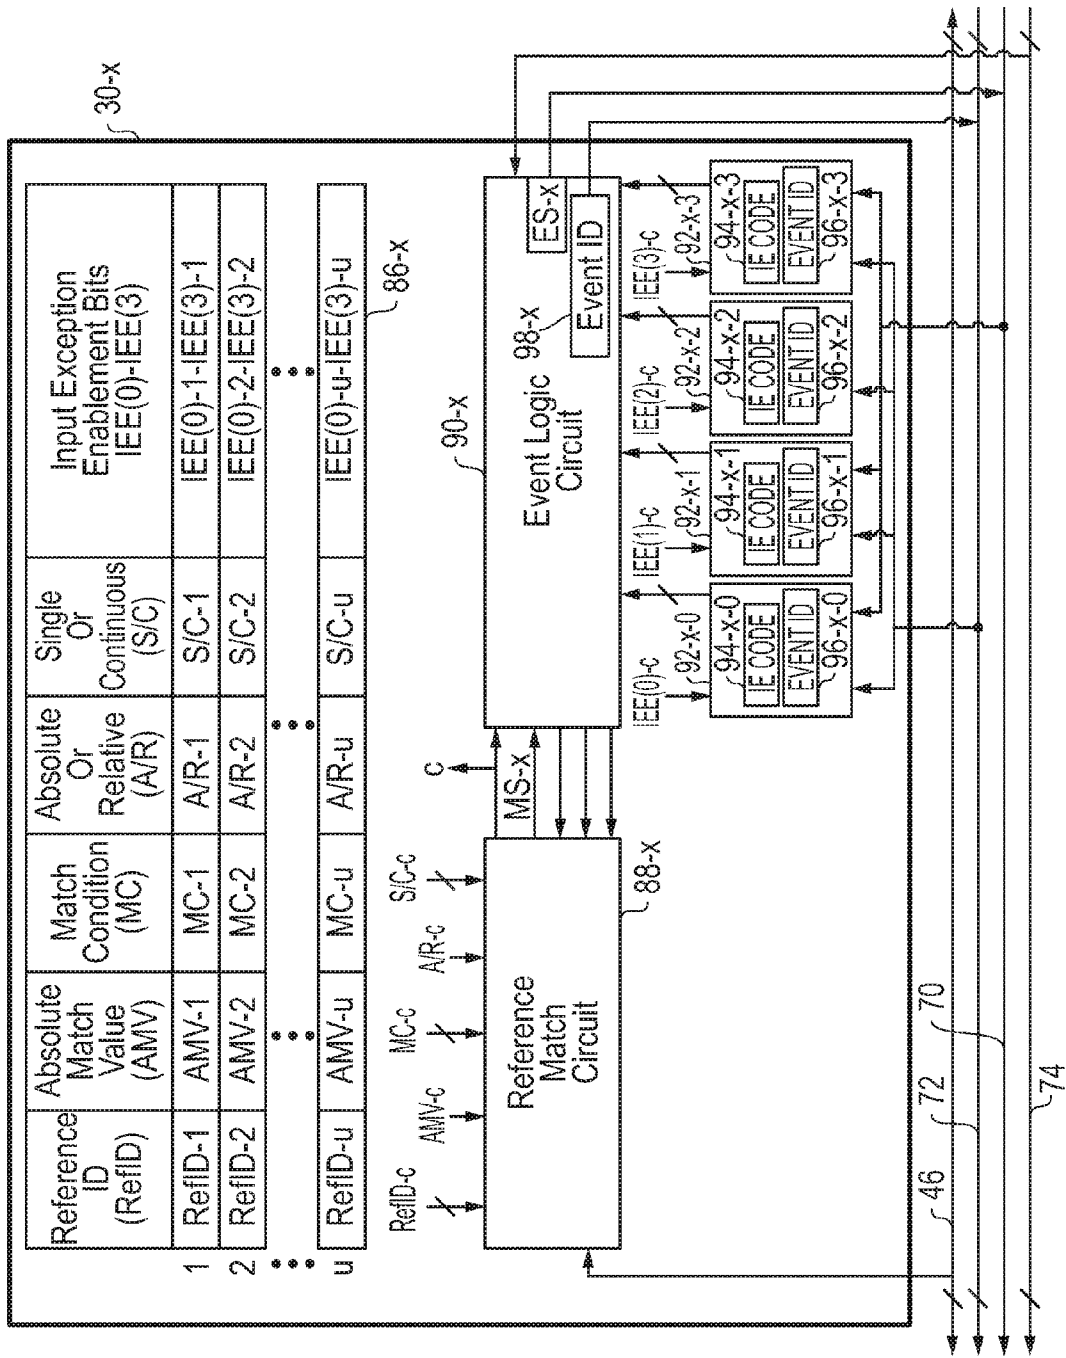 30-x
Reference
ID
(RefID)
Absolute
Match
Value
(AMV)
Match
Condition
(MC)
Absolute
Or
Relative
(A/R)
Single
Or
Continuous
(S/C)
Input Exception
Enablement Bits
IEE(0)-IEE(3)
1
RefID-1
AMV-1
MC-1
A/R-1
S/C-1
IEE(0)-1-IEE(3)-1
2
RefID-2
AMV-2
MC-2
A/R-2
S/C-2
IEE(0)-2-IEE(3)-2
u
RefID-u
AMV-u
MC-u
A/R-u
S/C-u
IEE(0)-u-IEE(3)-u
86-x
RefID-c
AMV-c
MC-c
A/R-c
S/C-c
c
90-x
Reference
Match
Circuit
88-x
MS-x
Event Logic
Circuit
98-x
ES-x
Event ID
IEE(0)-c
92-x-0
94-x-0
IE CODE
EVENT ID
96-x-0
IEE(1)-c
92-x-1
94-x-1
IE CODE
EVENT ID
96-x-1
IEE(2)-c
92-x-2
94-x-2
IE CODE
EVENT ID
96-x-2
IEE(3)-c
92-x-3
94-x-3
IE CODE
EVENT ID
96-x-3
46
72
70
74